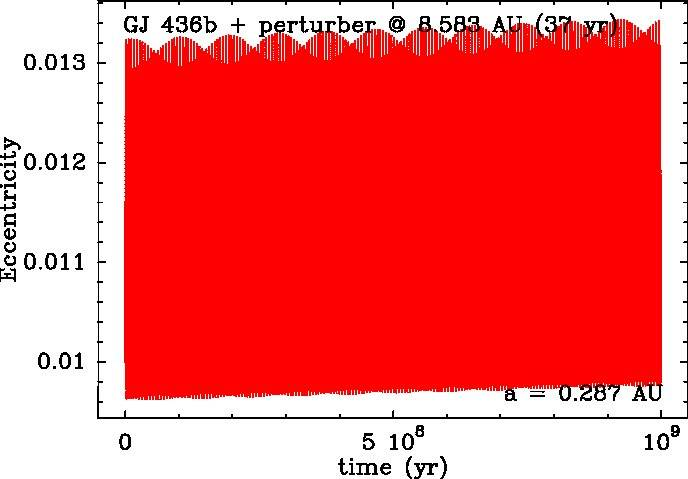 GJ 436b + perturber @ 8.583 AU (37 yr)
0.013
0.012
0.011
0.01
Eccentricity
a = 0.287 AU
0
5 10⁸
10⁹
time (yr)